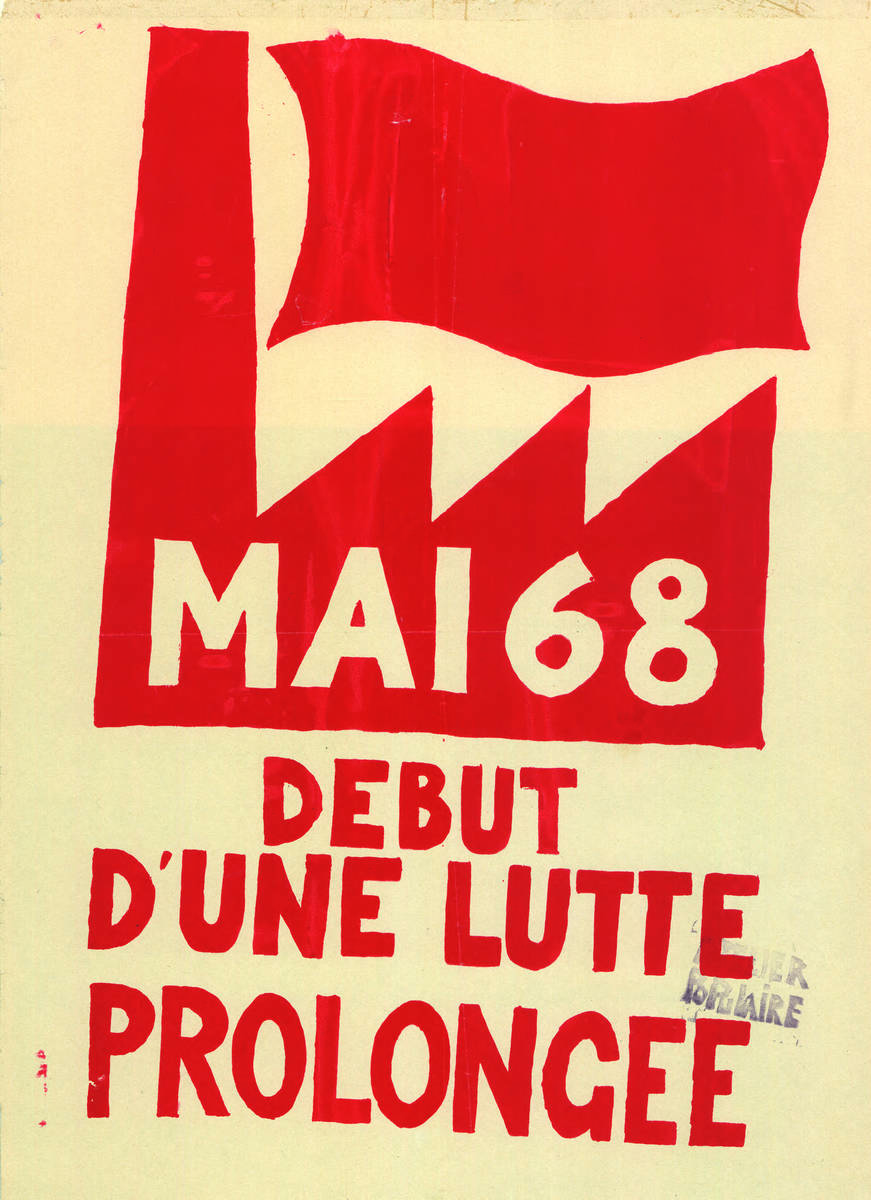 MAI 68
DEBUT
D'UNE LUTTE
PROLONGEE
ATELIER
POPULAIRE